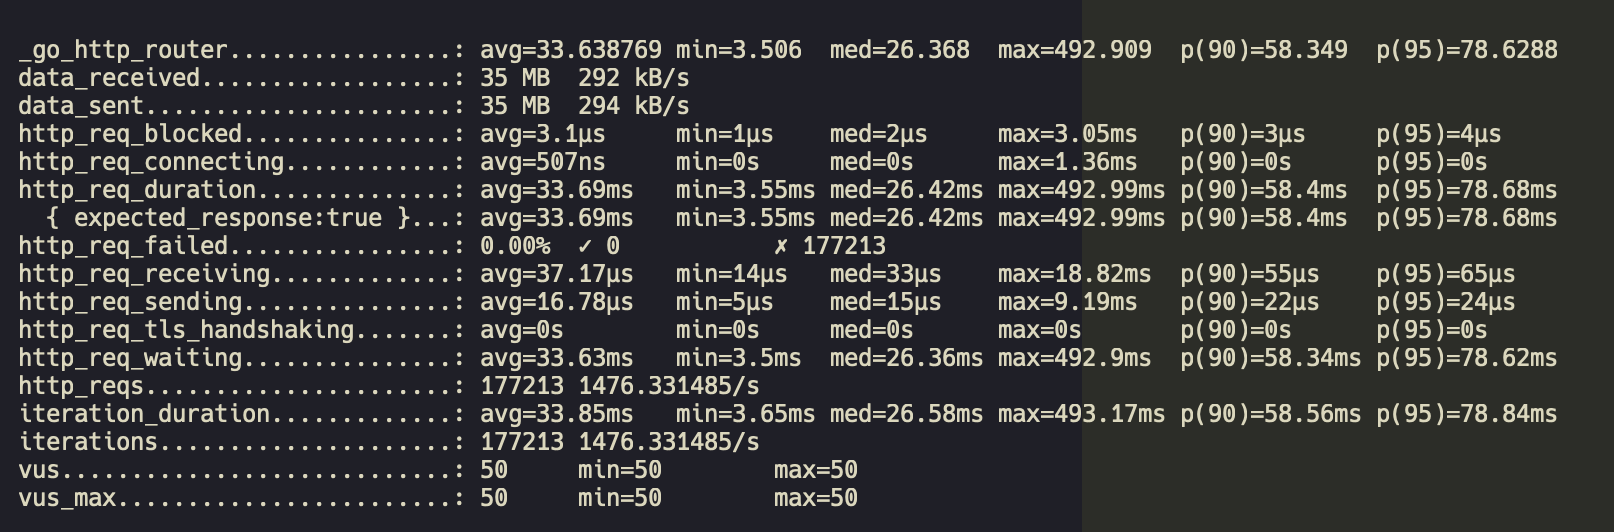 _go_http_router................: avg=33.638769 min=3.506  med=26.368  max=492.909  p(90)=58.349  p(95)=78.6288
data_received..................: 35 MB  292 kB/s
data_sent......................: 35 MB  294 kB/s
http_req_blocked...............: avg=3.1µs     min=1µs    med=2µs     max=3.05ms   p(90)=3µs     p(95)=4µs
http_req_connecting............: avg=507ns     min=0s     med=0s      max=1.36ms   p(90)=0s      p(95)=0s
http_req_duration..............: avg=33.69ms   min=3.55ms med=26.42ms max=492.99ms p(90)=58.4ms  p(95)=78.68ms
  { expected_response:true }...: avg=33.69ms   min=3.55ms med=26.42ms max=492.99ms p(90)=58.4ms  p(95)=78.68ms
http_req_failed................: 0.00%  ✓ 0           ✗ 177213
http_req_receiving.............: avg=37.17µs   min=14µs   med=33µs    max=18.82ms  p(90)=55µs    p(95)=65µs
http_req_sending...............: avg=16.78µs   min=5µs    med=15µs    max=9.19ms   p(90)=22µs    p(95)=24µs
http_req_tls_handshaking.......: avg=0s        min=0s     med=0s      max=0s       p(90)=0s      p(95)=0s
http_req_waiting...............: avg=33.63ms   min=3.5ms  med=26.36ms max=492.9ms  p(90)=58.34ms p(95)=78.62ms
http_reqs......................: 177213 1476.331485/s
iteration_duration.............: avg=33.85ms   min=3.65ms med=26.58ms max=493.17ms p(90)=58.56ms p(95)=78.84ms
iterations.....................: 177213 1476.331485/s
vus............................: 50     min=50        max=50
vus_max........................: 50     min=50        max=50